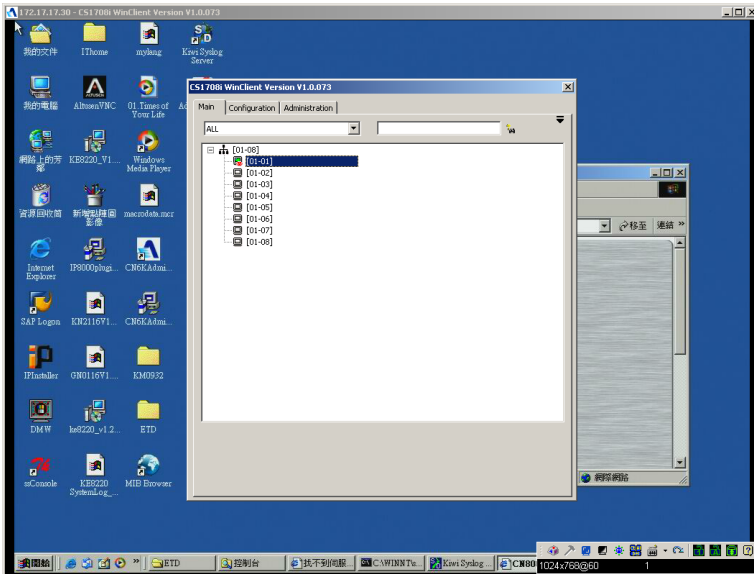 172.17.17.30 - CS1708i WinClient Version V1.0.073
我的文件
IThome
mylang
Kiwi Syslog Server
我的電腦
AltusenVNC
01 Times of Your Life
網路上的芳鄰
KE8220_V1....
Windows Media Player
資源回收筒
新增點陣圖影像
macrodata.mcr
Internet Explorer
IP8000plugi...
CN6KAdmi...
SAP Logon
KN2116V1...
CN6KAdmi...
IPInstaller
GN0116V1....
KM0932
DMW
ke8220_v1.2...
ETD
ssConsole
KE8220 SystemLog_...
MIB Browser
CS1708i WinClient Version V1.0.073
Main
Configuration
Administration
ALL
[01-08]
[01-01]
[01-02]
[01-03]
[01-04]
[01-05]
[01-06]
[01-07]
[01-08]
移至
連結 »
網際網路
開始
ETD
控制台
找不到伺服...
C:\WINNT\s...
Kiwi Syslog ...
CN80
1024x768@60
1